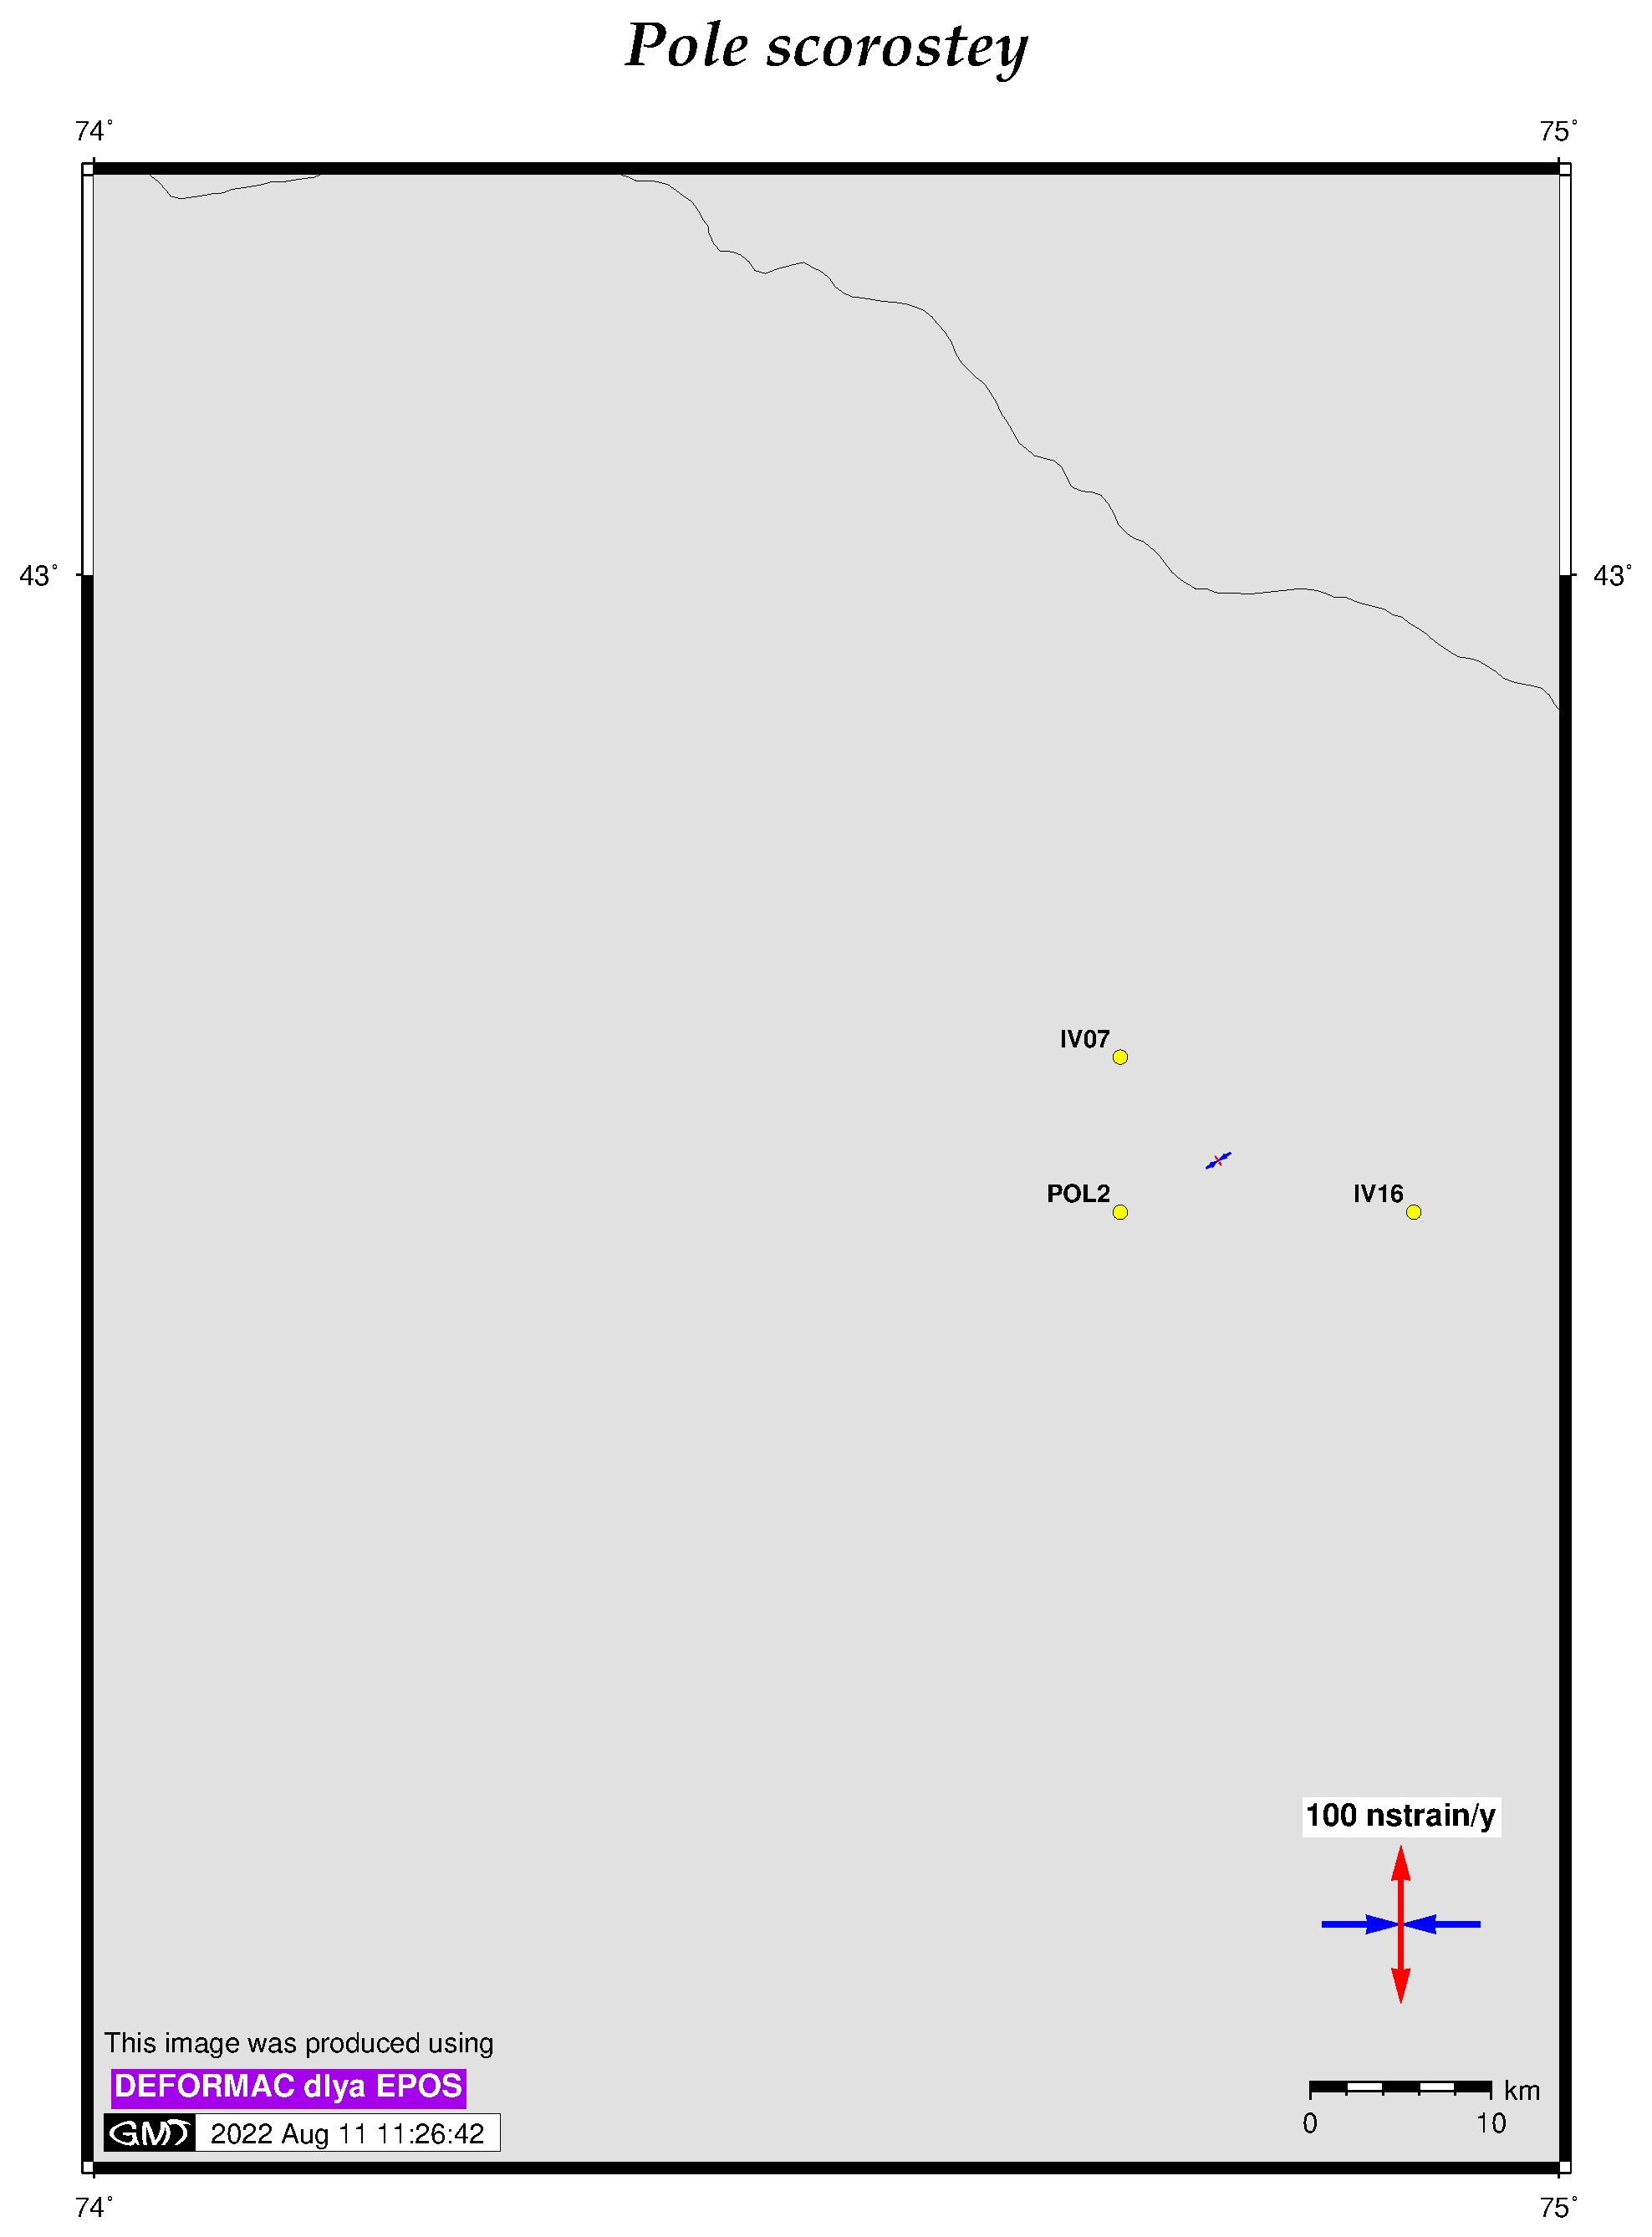 Pole scorostey
74° 75°
43° 43°
IV07
POL2 IV16
100 nstrain/y
This image was produced using
DEFORMAC dlya EPOS
km
GMT 2022 Aug 11 11:26:42
0 10
74° 75°